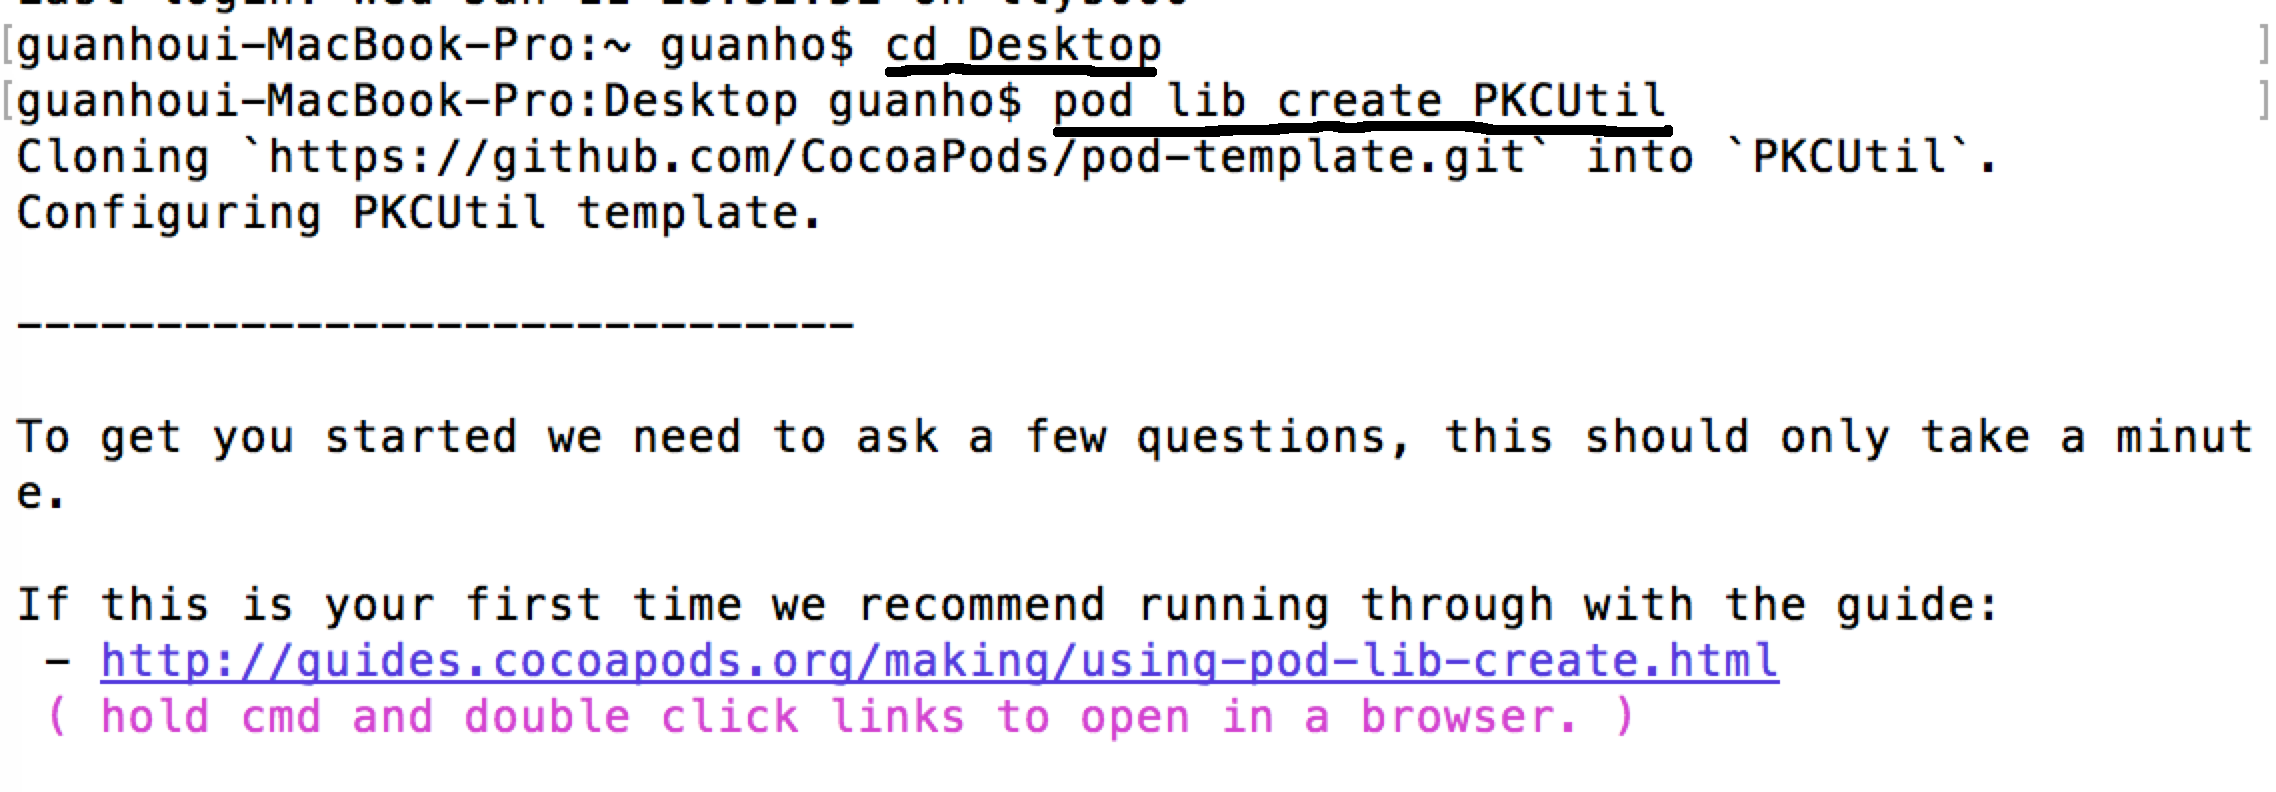 [guanhoui-MacBook-Pro:~ guanho$ cd Desktop ]
[guanhoui-MacBook-Pro:Desktop guanho$ pod lib create PKCUtil ]
Cloning `https://github.com/CocoaPods/pod-template.git` into `PKCUtil`.
Configuring PKCUtil template.
------------------------------
To get you started we need to ask a few questions, this should only take a minut
e.
If this is your first time we recommend running through with the guide:
- http://guides.cocoapods.org/making/using-pod-lib-create.html
( hold cmd and double click links to open in a browser. )